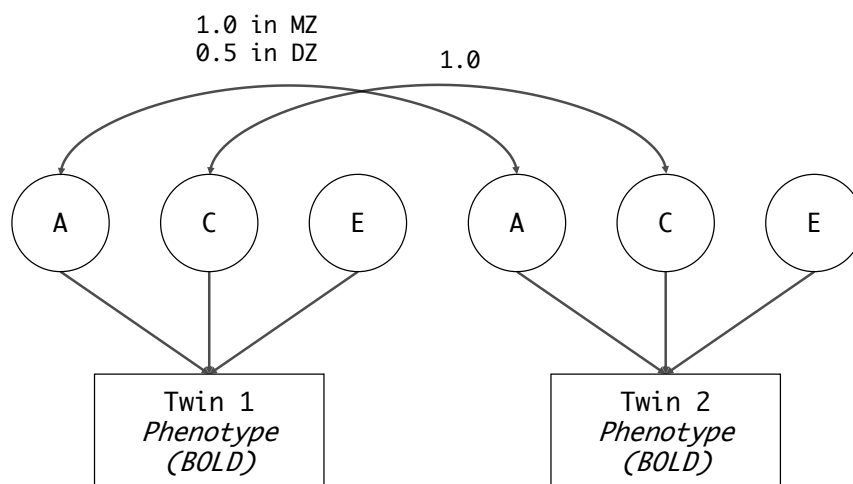 1.0 in MZ
0.5 in DZ
1.0
A
C
E
A
C
E
Twin 1
Phenotype
(BOLD)
Twin 2
Phenotype
(BOLD)